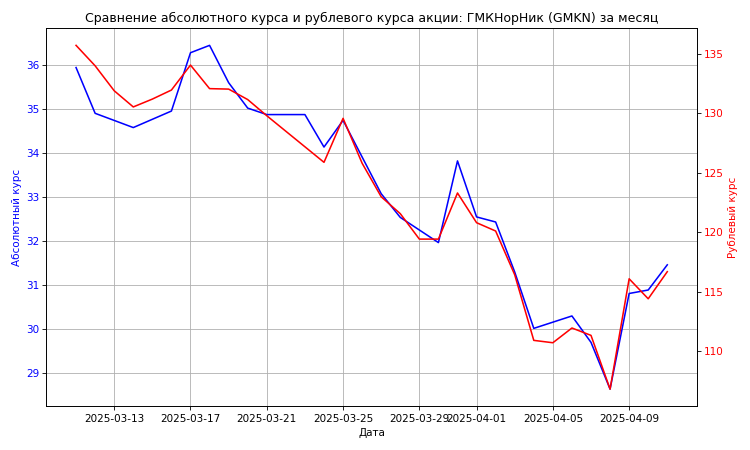 Сравнение абсолютного курса и рублевого курса акции: ГМКНорНик (GMKN) за месяц
Абсолютный курс
36
35
34
33
32
31
30
29
135
130
125
120
115
110
Рублевый курс
2025-03-13 2025-03-17 2025-03-21 2025-03-25 2025-03-29 2025-04-01 2025-04-05 2025-04-09
Дата